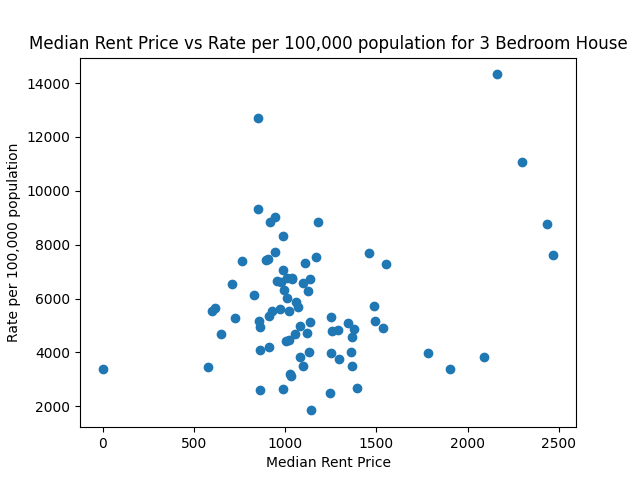 Median Rent Price vs Rate per 100,000 population for 3 Bedroom House
14000
12000
10000
8000
6000
4000
2000
Rate per 100,000 population
0 500 1000 1500 2000 2500
Median Rent Price